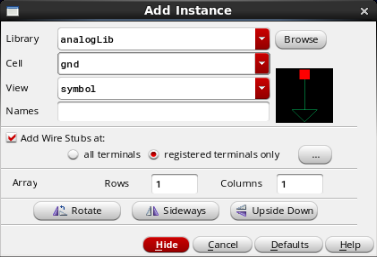 Add Instance
Library analogLib Browse
Cell gnd
View symbol
Names
Add Wire Stubs at:
all terminals registered terminals only ...
Array Rows 1 Columns 1
Rotate Sideways Upside Down
Hide Cancel Defaults Help